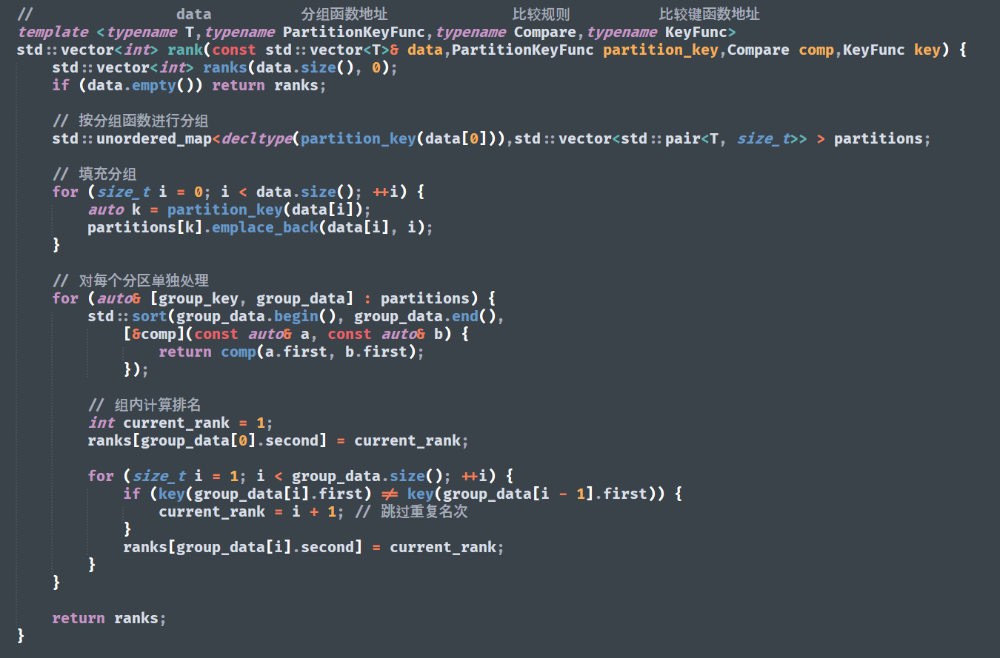 //                data          分组函数地址              比较规则          比较键函数地址
template <typename T,typename PartitionKeyFunc,typename Compare,typename KeyFunc>
std::vector<int> rank(const std::vector<T>& data,PartitionKeyFunc partition_key,Compare comp,KeyFunc key) {
    std::vector<int> ranks(data.size(), 0);
    if (data.empty()) return ranks;

    // 按分组函数进行分组
    std::unordered_map<decltype(partition_key(data[0])),std::vector<std::pair<T, size_t>> > partitions;

    // 填充分组
    for (size_t i = 0; i < data.size(); ++i) {
        auto k = partition_key(data[i]);
        partitions[k].emplace_back(data[i], i);
    }

    // 对每个分区单独处理
    for (auto& [group_key, group_data] : partitions) {
        std::sort(group_data.begin(), group_data.end(),
            [&comp](const auto& a, const auto& b) {
                return comp(a.first, b.first);
            });

        // 组内计算排名
        int current_rank = 1;
        ranks[group_data[0].second] = current_rank;

        for (size_t i = 1; i < group_data.size(); ++i) {
            if (key(group_data[i].first) != key(group_data[i - 1].first)) {
                current_rank = i + 1; // 跳过重复名次
            }
            ranks[group_data[i].second] = current_rank;
        }
    }

    return ranks;
}